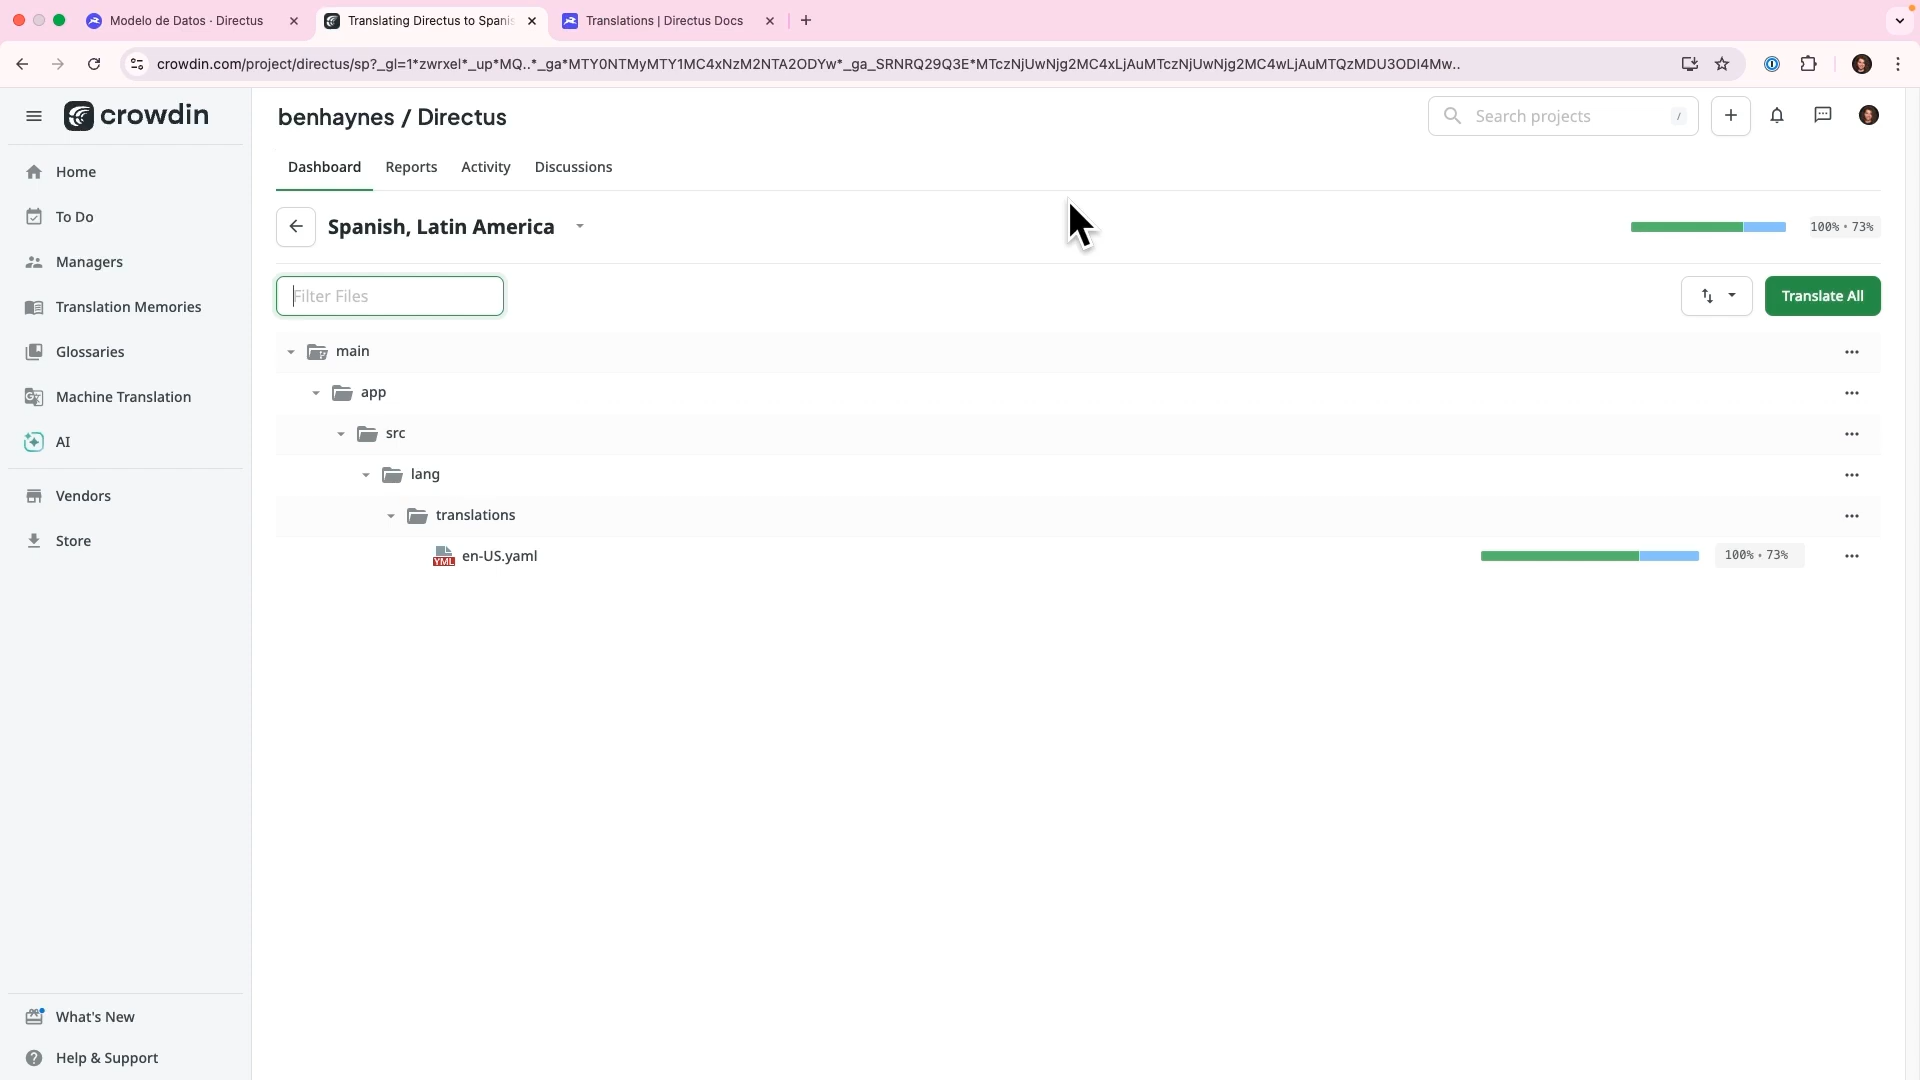 Modelo de Datos · Directus
Translating Directus to Spanis
Translations | Directus Docs
crowdin.com/project/directus/sp?_gl=1*zwrxel*_up*MQ..*_ga*MTY0NTMyMTY1MC4xNzM2NTA2ODYw*_ga_SRNRQ29Q3E*MTczNjUwNjg2MC4xLjAuMTczNjUwNjg2MC4wLjAuMTQzMDU3ODI4Mw..
crowdin
benhaynes / Directus
Search projects
/
Home
To Do
Managers
Translation Memories
Glossaries
Machine Translation
AI
Vendors
Store
What's New
Help & Support
Dashboard
Reports
Activity
Discussions
Spanish, Latin America
100% • 73%
Filter Files
Translate All
main
app
src
lang
translations
YML
en-US.yaml
100% • 73%